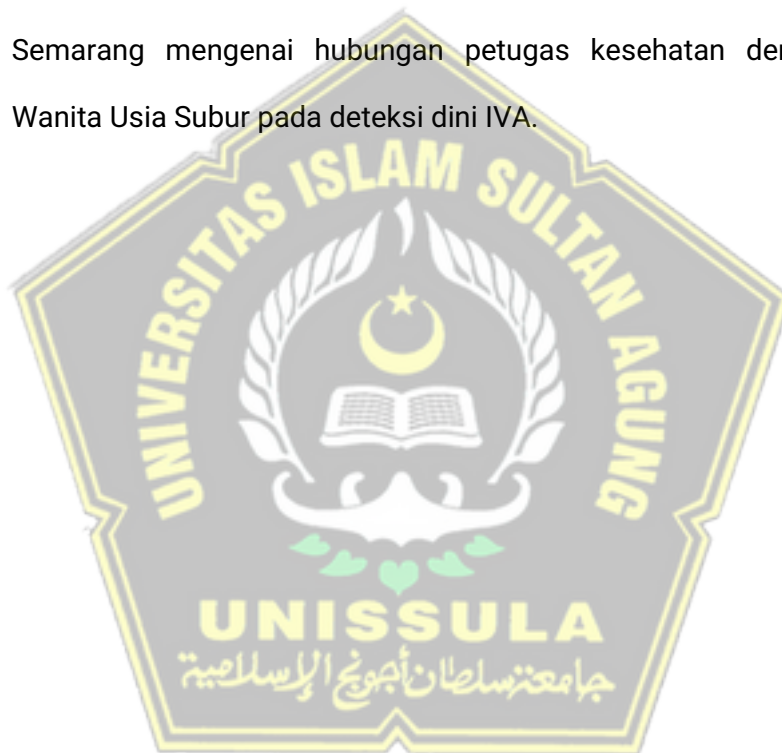 Semarang mengenai hubungan petugas kesehatan der
Wanita Usia Subur pada deteksi dini IVA.
UNIVERSITAS ISLAM SULTAN AGUNG
UNISSULA
جامعة سلطان أجونج الإسلامية